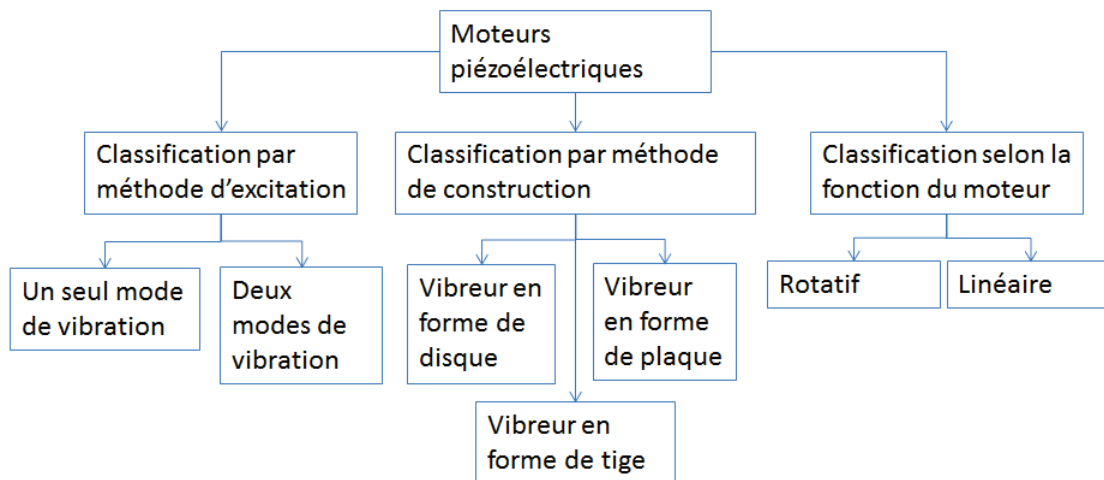 Moteurs
piézoélectriques
Classification par
méthode d'excitation
Classification par méthode
de construction
Classification selon la
fonction du moteur
Un seul mode
de vibration
Deux
modes de
vibration
Vibreur en
forme de
disque
Vibreur
en forme
de plaque
Rotatif
Linéaire
Vibreur en
forme de tige